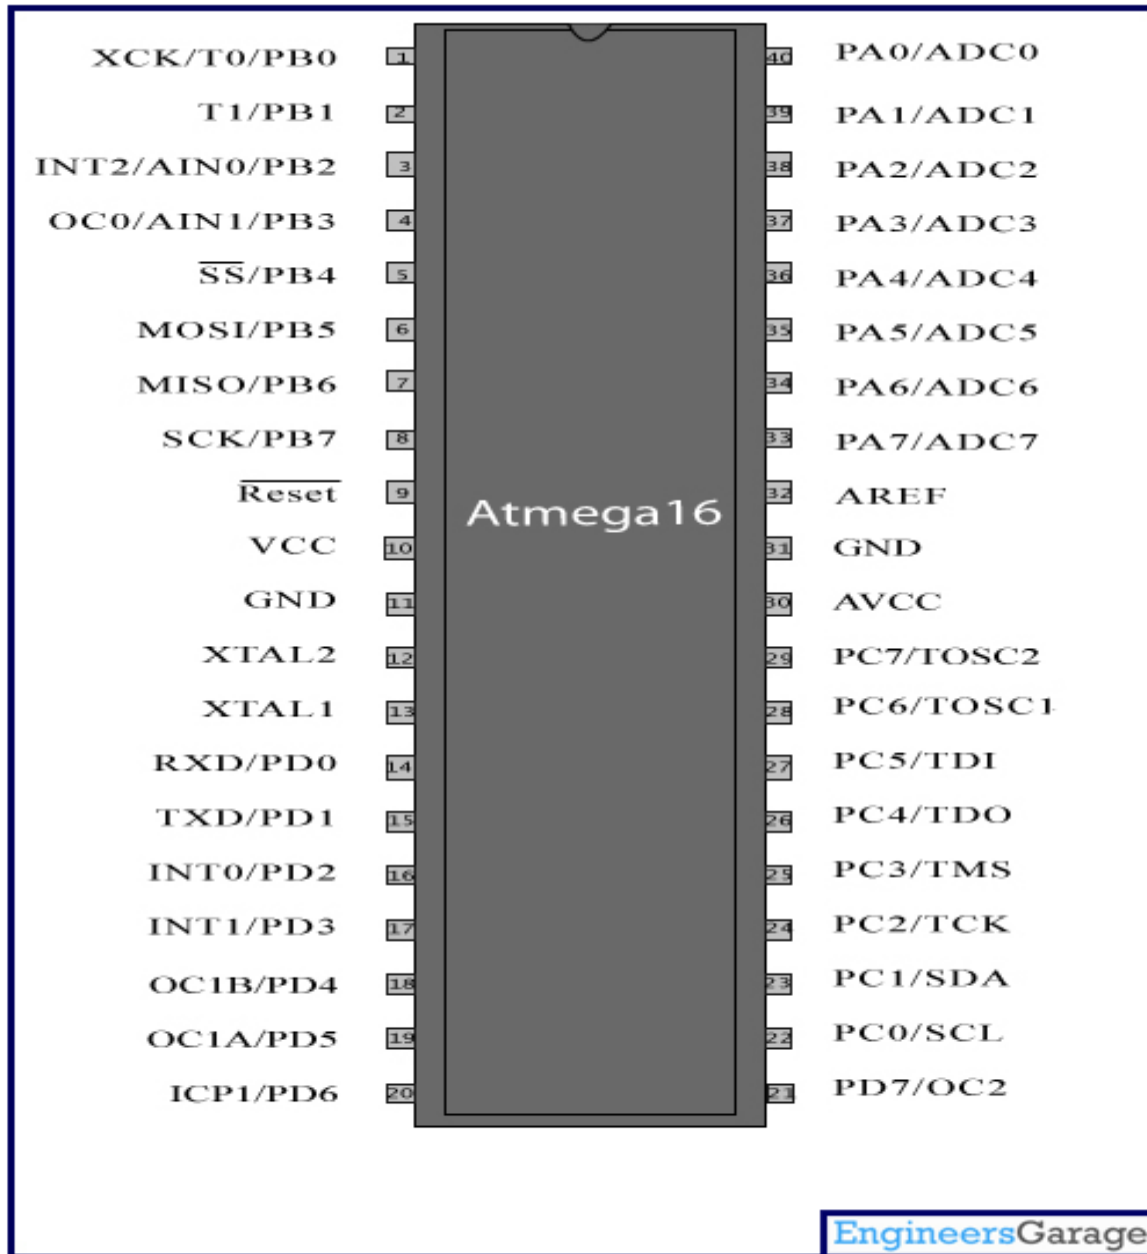 XCK/T0/PB0 1 40 PA0/ADC0
T1/PB1 2 39 PA1/ADC1
INT2/AIN0/PB2 3 38 PA2/ADC2
OC0/AIN1/PB3 4 37 PA3/ADC3
SS/PB4 5 36 PA4/ADC4
MOSI/PB5 6 35 PA5/ADC5
MISO/PB6 7 34 PA6/ADC6
SCK/PB7 8 33 PA7/ADC7
Reset 9 32 AREF
Atmega16
VCC 10 31 GND
GND 11 30 AVCC
XTAL2 12 29 PC7/TOSC2
XTAL1 13 28 PC6/TOSC1
RXD/PD0 14 27 PC5/TDI
TXD/PD1 15 26 PC4/TDO
INT0/PD2 16 25 PC3/TMS
INT1/PD3 17 24 PC2/TCK
OC1B/PD4 18 23 PC1/SDA
OC1A/PD5 19 22 PC0/SCL
ICP1/PD6 20 21 PD7/OC2
EngineersGarage